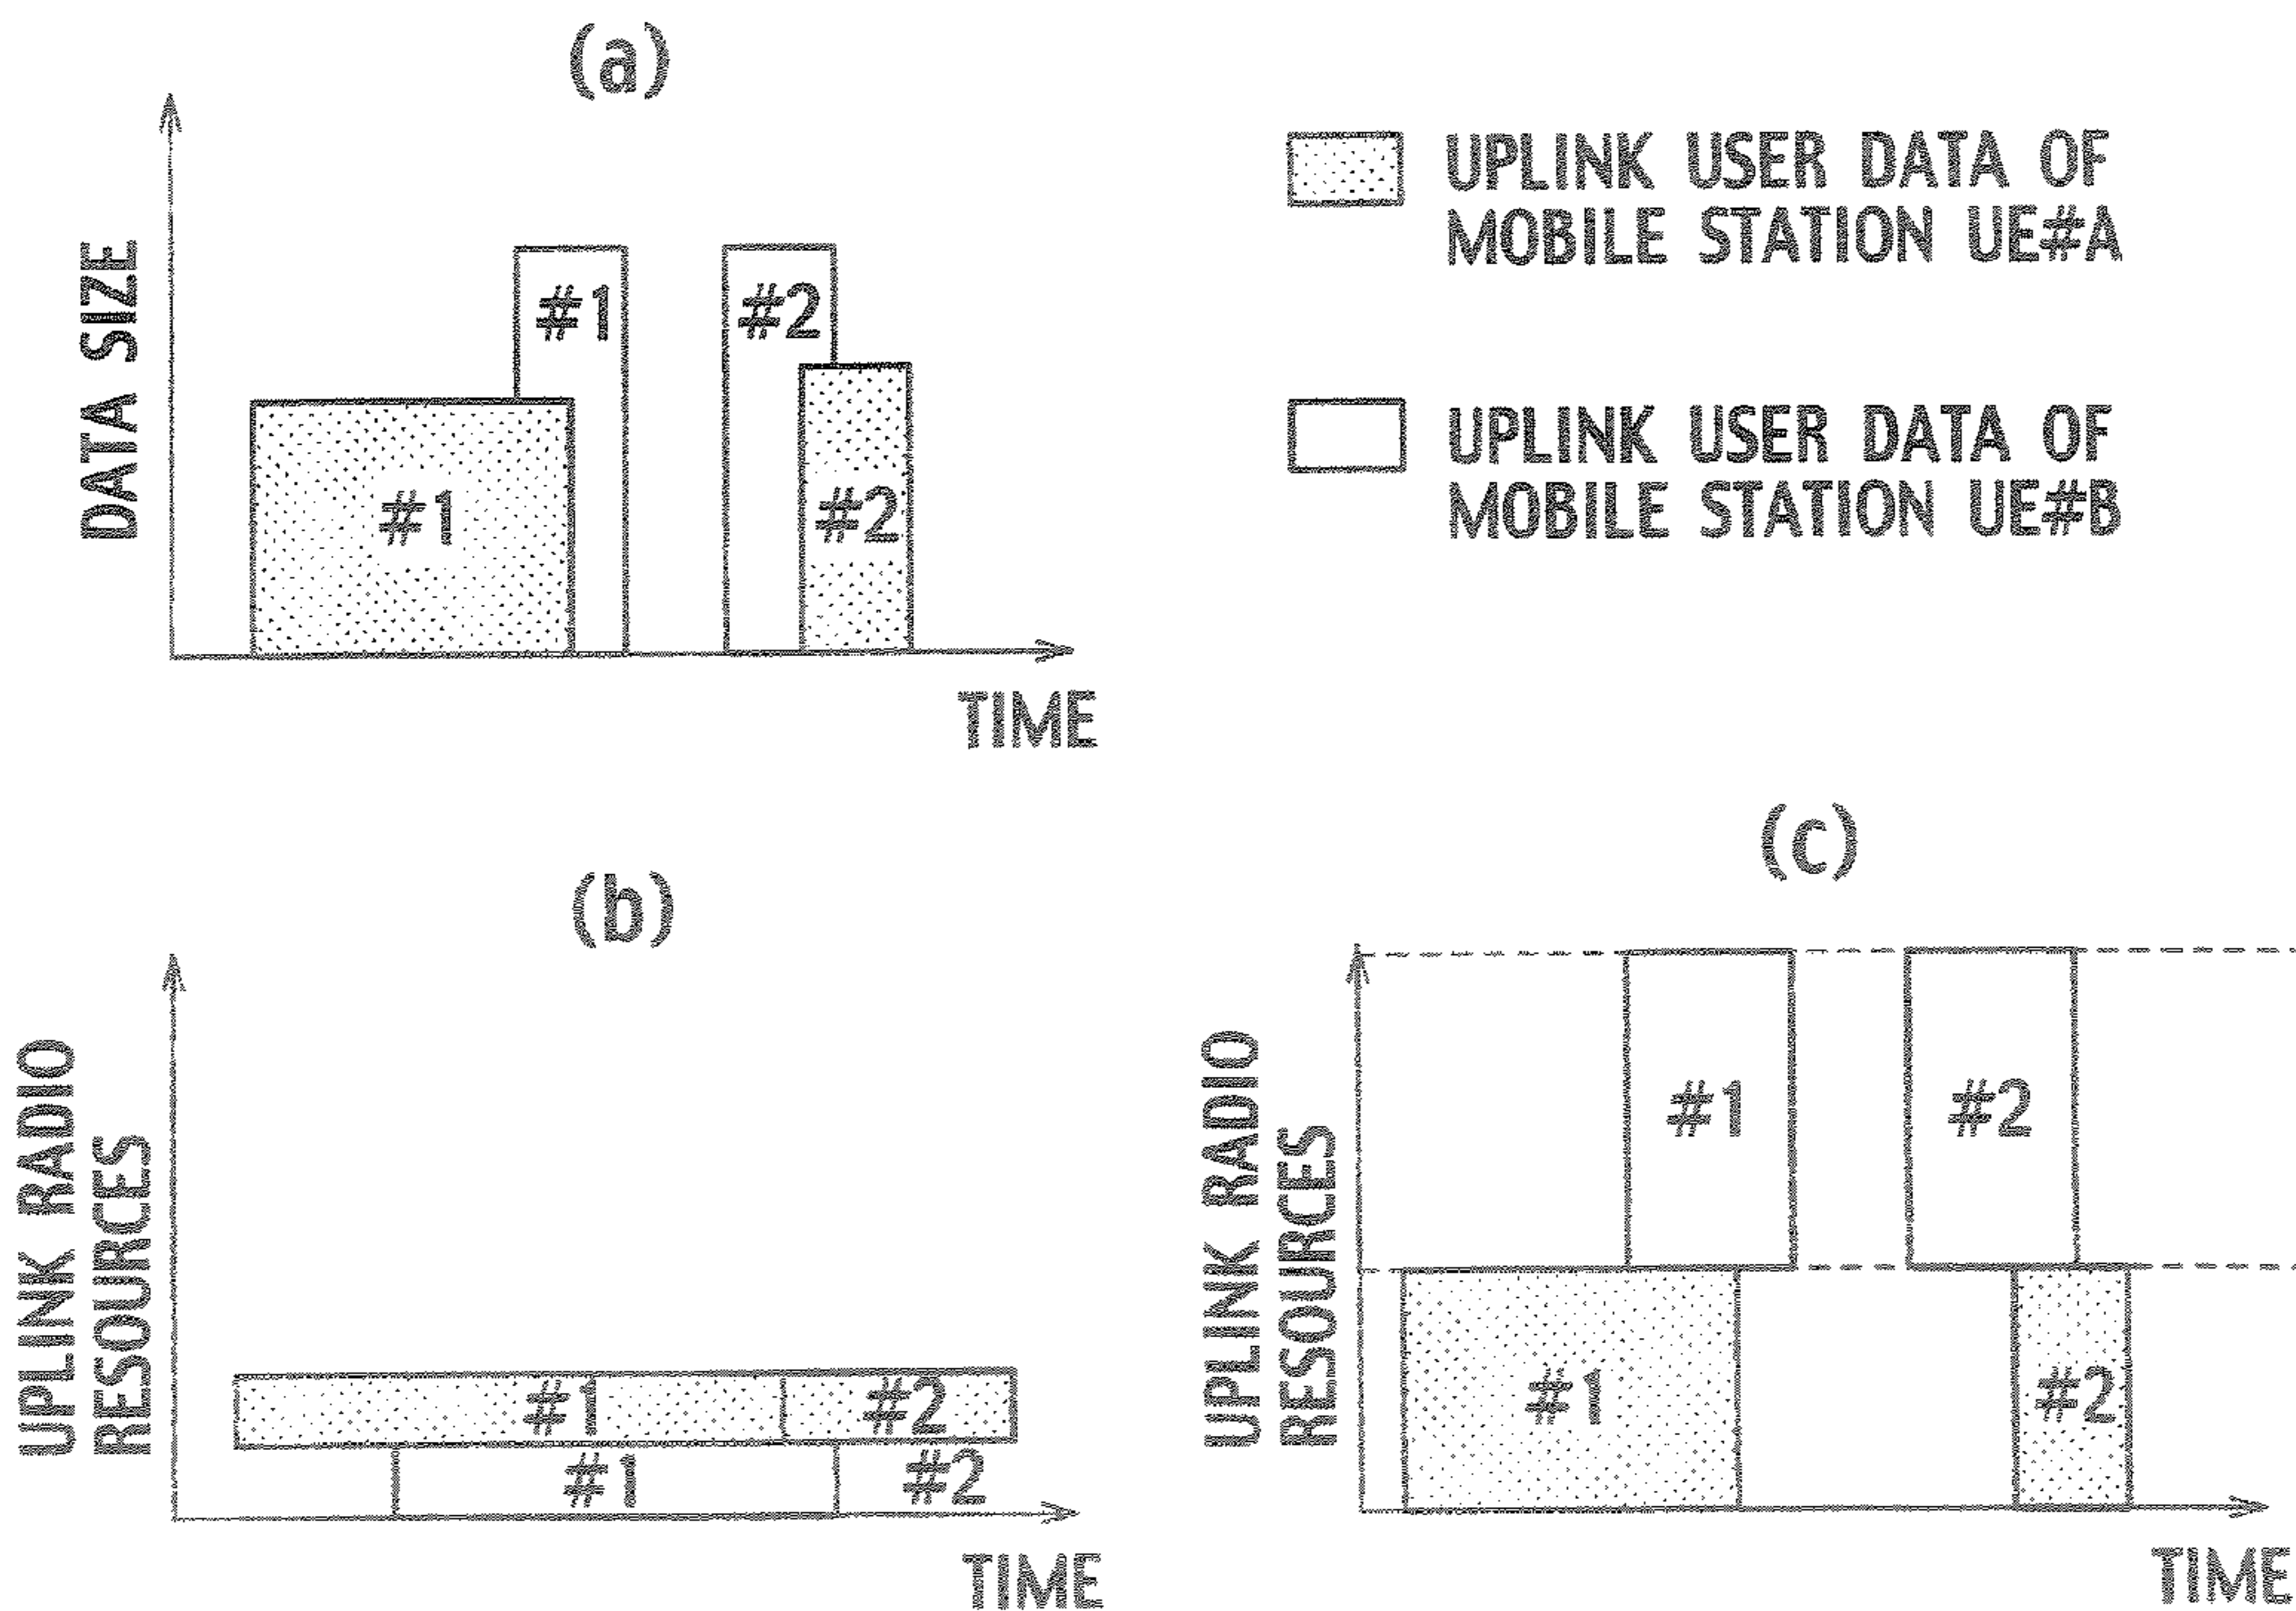 (a)
DATA SIZE
#1
#2
#1
#2
TIME
UPLINK USER DATA OF
MOBILE STATION UE#A
UPLINK USER DATA OF
MOBILE STATION UE#B
(b)
UPLINK RADIO
RESOURCES
#1
#2
#1
#2
TIME
(c)
UPLINK RADIO
RESOURCES
#1
#2
#1
#2
TIME